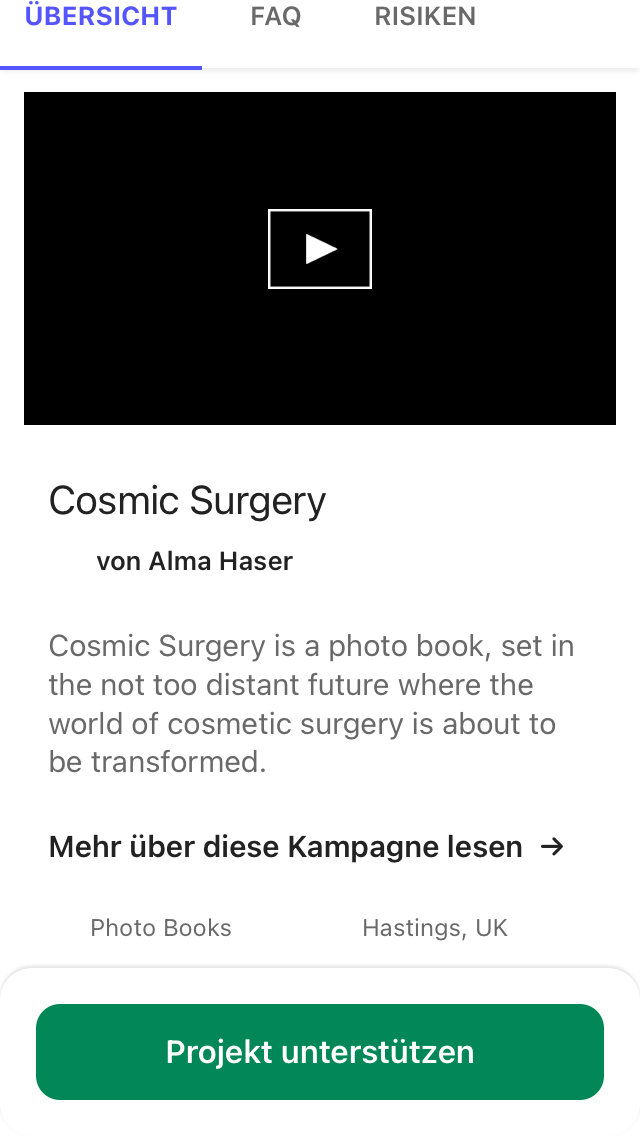 ÜBERSICHT FAQ RISIKEN
Cosmic Surgery
von Alma Haser
Cosmic Surgery is a photo book, set in
the not too distant future where the
world of cosmetic surgery is about to
be transformed.
Mehr über diese Kampagne lesen →
Photo Books Hastings, UK
Projekt unterstützen